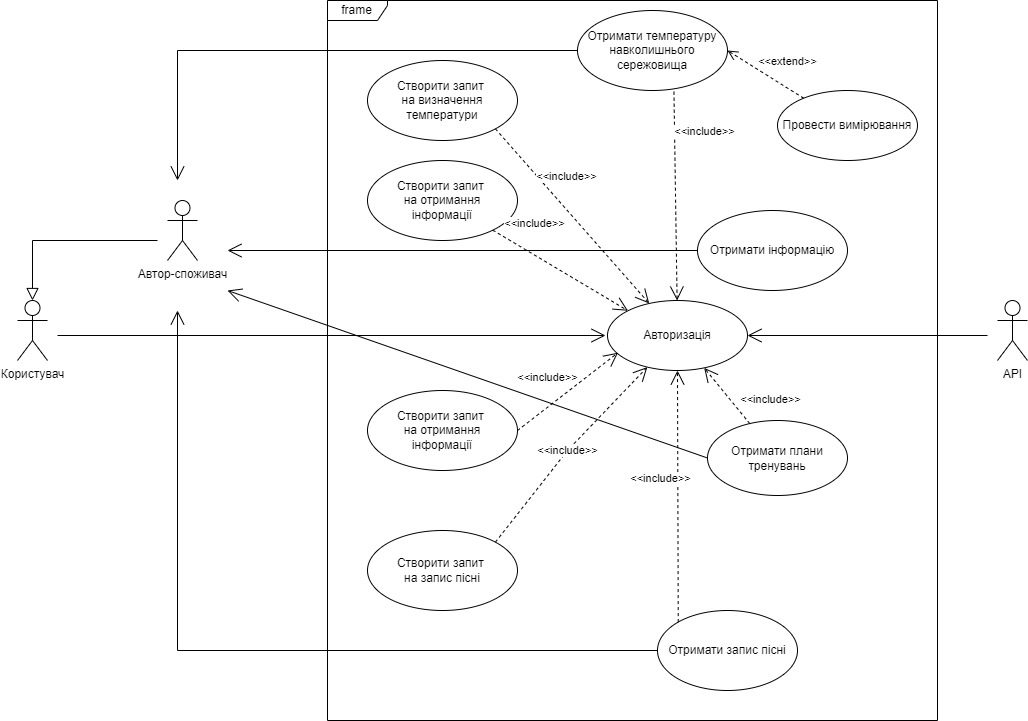 frame
Отримати температуру
навколишнього
сережовища
<<extend>>
Створити запит
на визначення
температури
Провести вимірювання
<<include>>
<<include>>
Створити запит
на отримання
інформації
<<include>>
Отримати інформацію
Автор-споживач
Авторизація
Користувач
API
<<include>>
<<include>>
Створити запит
на отримання
інформації
<<include>>
Отримати плани
тренувань
<<include>>
Створити запит
на запис пісні
Отримати запис пісні